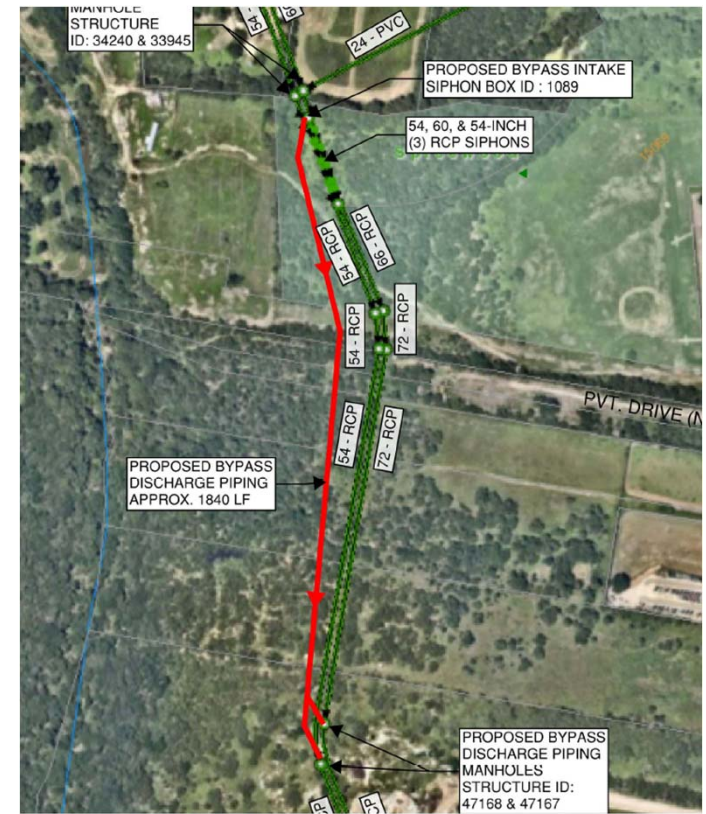 MANHOLE
STRUCTURE
ID: 34240 & 33945
54 -
24 - PVC
PROPOSED BYPASS INTAKE
SIPHON BOX ID : 1089
54, 60, & 54-INCH
(3) RCP SIPHONS
54 - RCP
66 - RCP
54 - RCP
72 - RCP
PVT. DRIVE (N
54 - RCP
72 - RCP
PROPOSED BYPASS
DISCHARGE PIPING
APPROX. 1840 LF
PROPOSED BYPASS
DISCHARGE PIPING
MANHOLES
STRUCTURE ID:
47168 & 47167